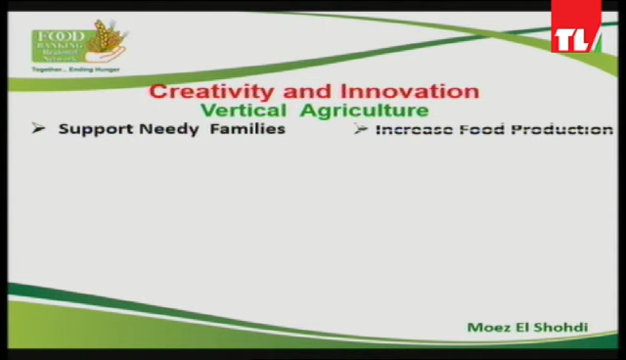 FOOD
BANKING
Regional
Network
Together... Ending Hunger
TL
Creativity and Innovation
Vertical Agriculture
➢ Support Needy Families
➢ Increase Food Production
Moez El Shohdi